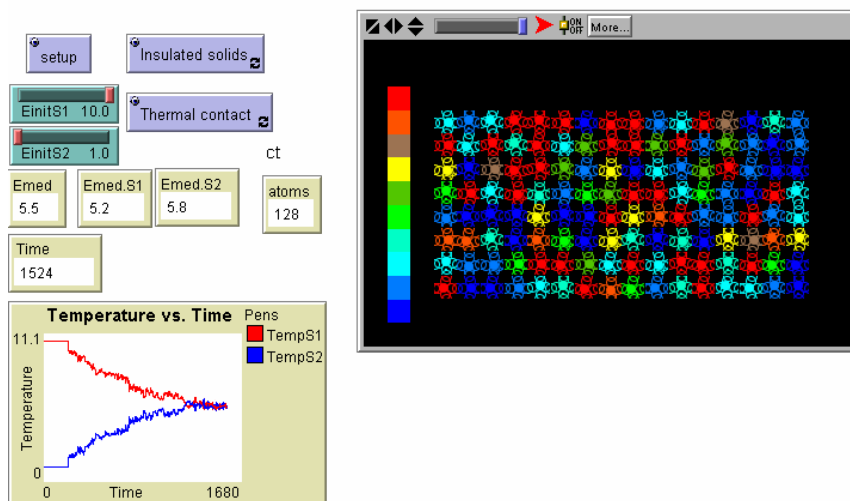 setup
Insulated solids
EinitS1 10.0
Thermal contact
EinitS2 1.0
ct
Emed
5.5
Emed.S1
5.2
Emed.S2
5.8
atoms
128
Time
1524
Temperature vs. Time
Pens
TempS1
TempS2
11.1
Temperature
0
0
Time
1680
ON
OFF
More...